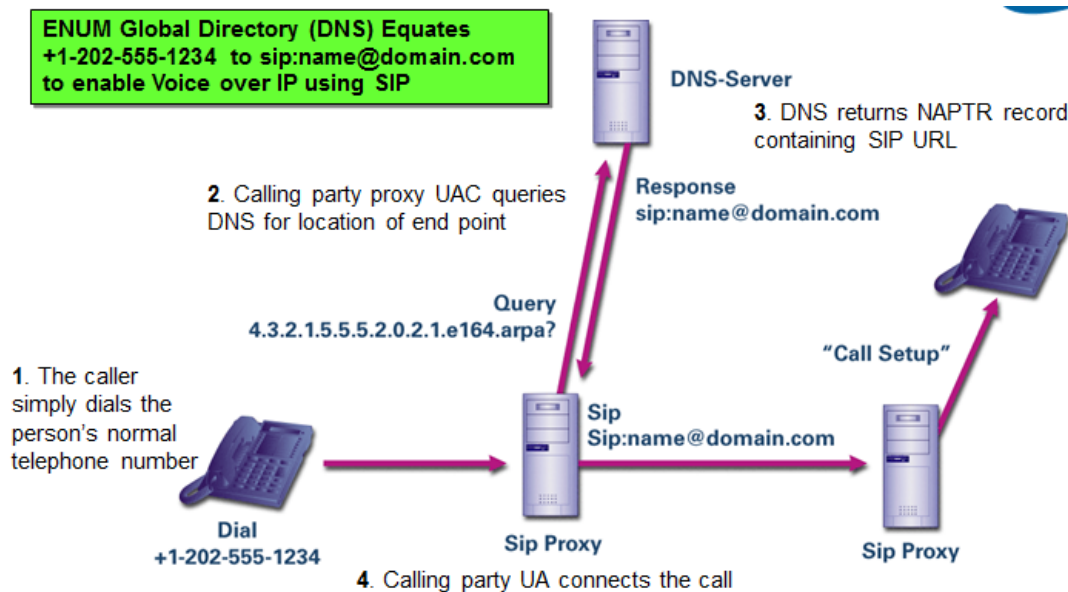 ENUM Global Directory (DNS) Equates
+1-202-555-1234 to sip:name@domain.com
to enable Voice over IP using SIP
DNS-Server
3. DNS returns NAPTR record
containing SIP URL
2. Calling party proxy UAC queries
DNS for location of end point
Response
sip:name@domain.com
Query
4.3.2.1.5.5.5.2.0.2.1.e164.arpa?
"Call Setup"
1. The caller
simply dials the
person's normal
telephone number
Sip
Sip:name@domain.com
Dial
+1-202-555-1234
Sip Proxy
Sip Proxy
4. Calling party UA connects the call